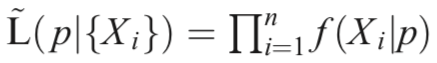 L̃(p|{Xᵢ}) = ∏ⁿᵢ₌₁ f(Xᵢ|p)